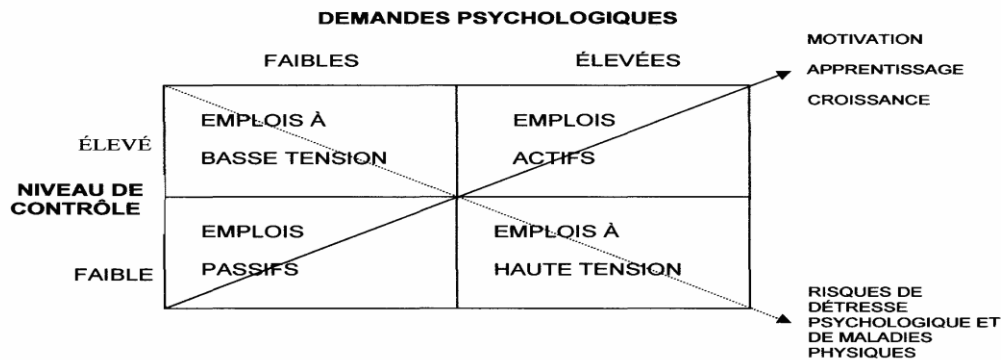 DEMANDES PSYCHOLOGIQUES
FAIBLES
ÉLEVÉES
MOTIVATION
APPRENTISSAGE
CROISSANCE
ÉLEVÉ
EMPLOIS À
BASSE TENSION
EMPLOIS
ACTIFS
NIVEAU DE
CONTRÔLE
FAIBLE
EMPLOIS
PASSIFS
EMPLOIS À
HAUTE TENSION
RISQUES DE
DÉTRESSE
PSYCHOLOGIQUE ET
DE MALADIES
PHYSIQUES